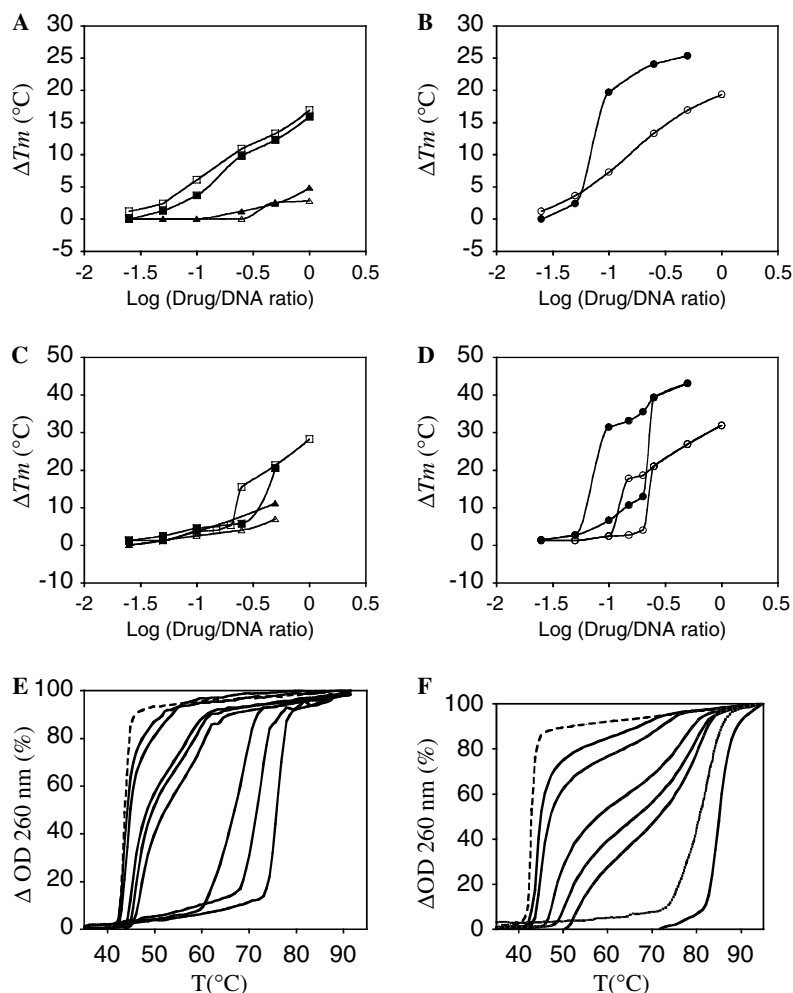 A
30
25
20
15
10
5
0
-5
ΔTm (°C)
-2 -1.5 -1 -0.5 0 0.5
Log (Drug/DNA ratio)
B
30
25
20
15
10
5
0
-5
ΔTm (°C)
-2 -1.5 -1 -0.5 0 0.5
Log (Drug/DNA ratio)
C
50
40
30
20
10
0
-10
ΔTm (°C)
-2 -1.5 -1 -0.5 0 0.5
Log (Drug/DNA ratio)
D
50
40
30
20
10
0
-10
ΔTm (°C)
-2 -1.5 -1 -0.5 0 0.5
Log (Drug/DNA ratio)
E
100
80
60
40
20
0
Δ OD 260 nm (%)
40 50 60 70 80 90
T(°C)
F
100
80
60
40
20
0
ΔOD 260 nm (%)
40 50 60 70 80 90
T(°C)